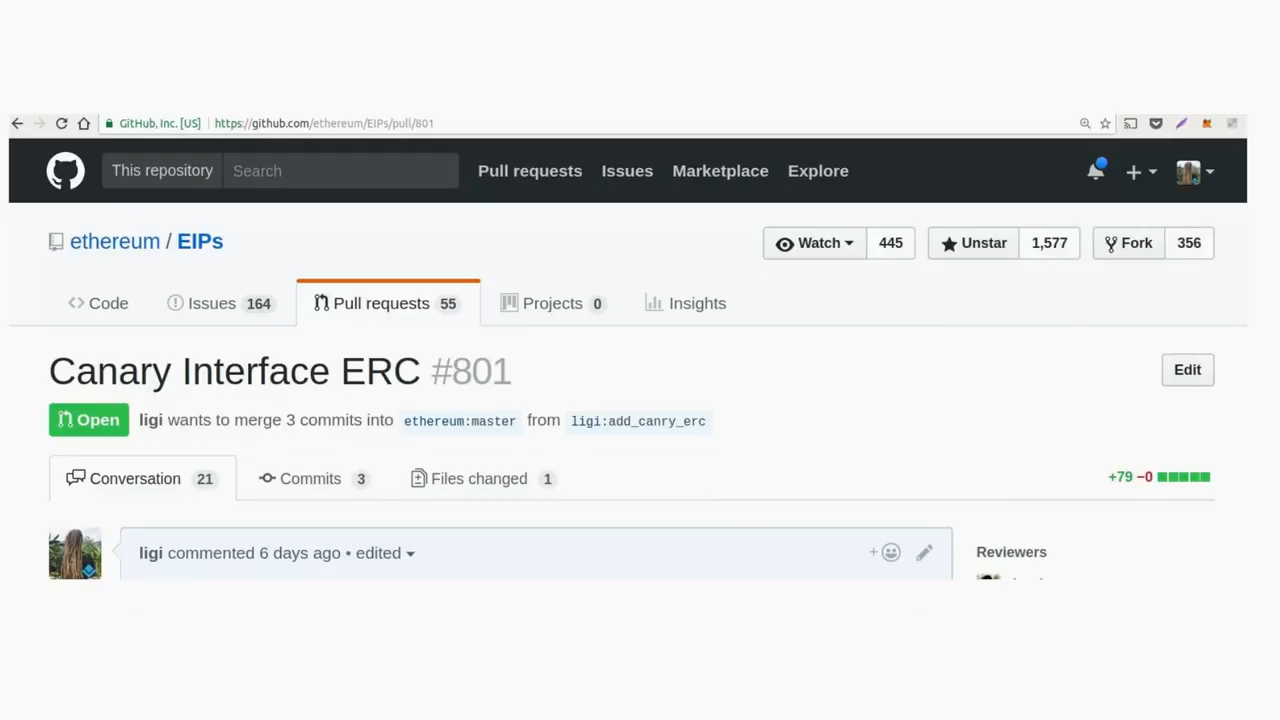 GitHub, Inc. [US] https://github.com/ethereum/EIPs/pull/801
This repository Search Pull requests Issues Marketplace Explore
ethereum / EIPs Watch 445 Unstar 1,577 Fork 356
Code Issues 164 Pull requests 55 Projects 0 Insights
Canary Interface ERC #801 Edit
Open ligi wants to merge 3 commits into ethereum:master from ligi:add_canry_erc
Conversation 21 Commits 3 Files changed 1 +79 −0
ligi commented 6 days ago • edited Reviewers